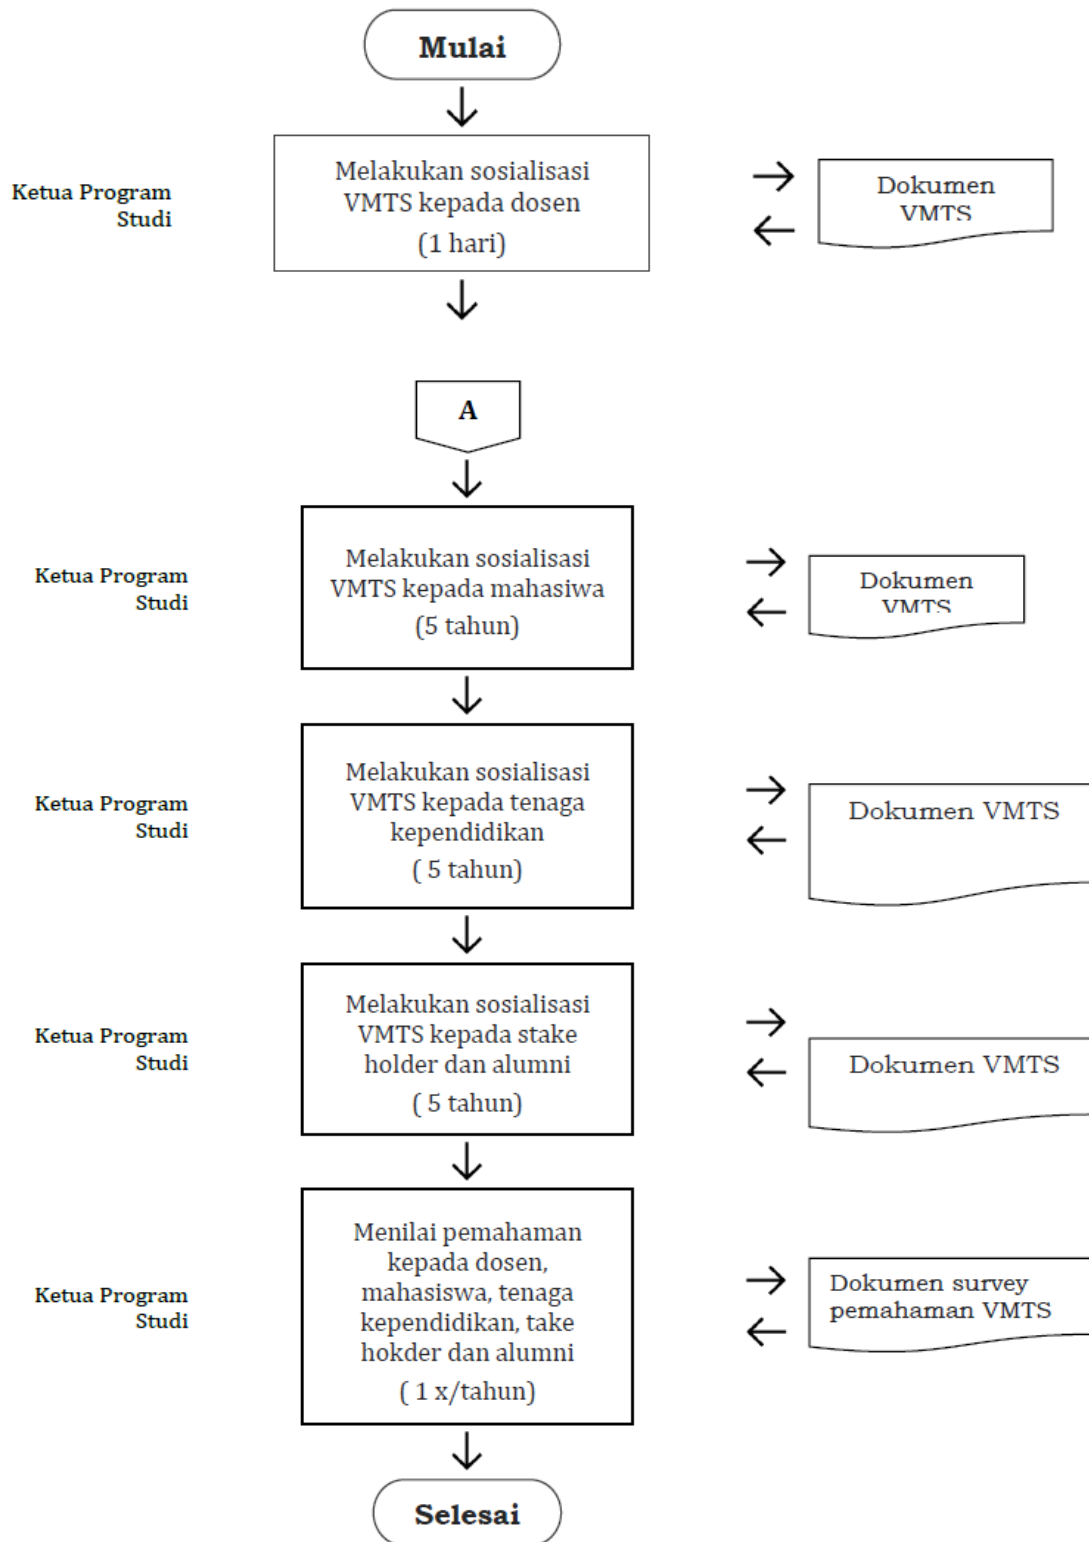 Mulai
Ketua Program
Studi
Melakukan sosialisasi
VMTS kepada dosen
(1 hari)
Dokumen
VMTS
A
Ketua Program
Studi
Melakukan sosialisasi
VMTS kepada mahasiwa
(5 tahun)
Dokumen
VMTS
Ketua Program
Studi
Melakukan sosialisasi
VMTS kepada tenaga
kependidikan
( 5 tahun)
Dokumen VMTS
Ketua Program
Studi
Melakukan sosialisasi
VMTS kepada stake
holder dan alumni
( 5 tahun)
Dokumen VMTS
Ketua Program
Studi
Menilai pemahaman
kepada dosen,
mahasiswa, tenaga
kependidikan, take
hokder dan alumni
( 1 x/tahun)
Dokumen survey
pemahaman VMTS
Selesai